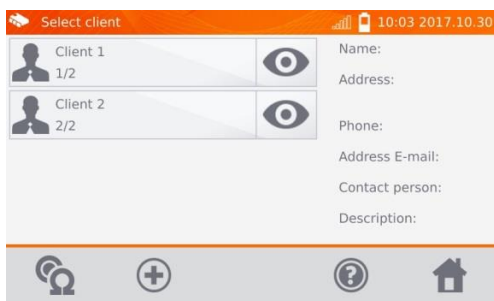 Select client
10:03 2017.10.30
Client 1
1/2
Client 2
2/2
Name:
Address:
Phone:
Address E-mail:
Contact person:
Description: